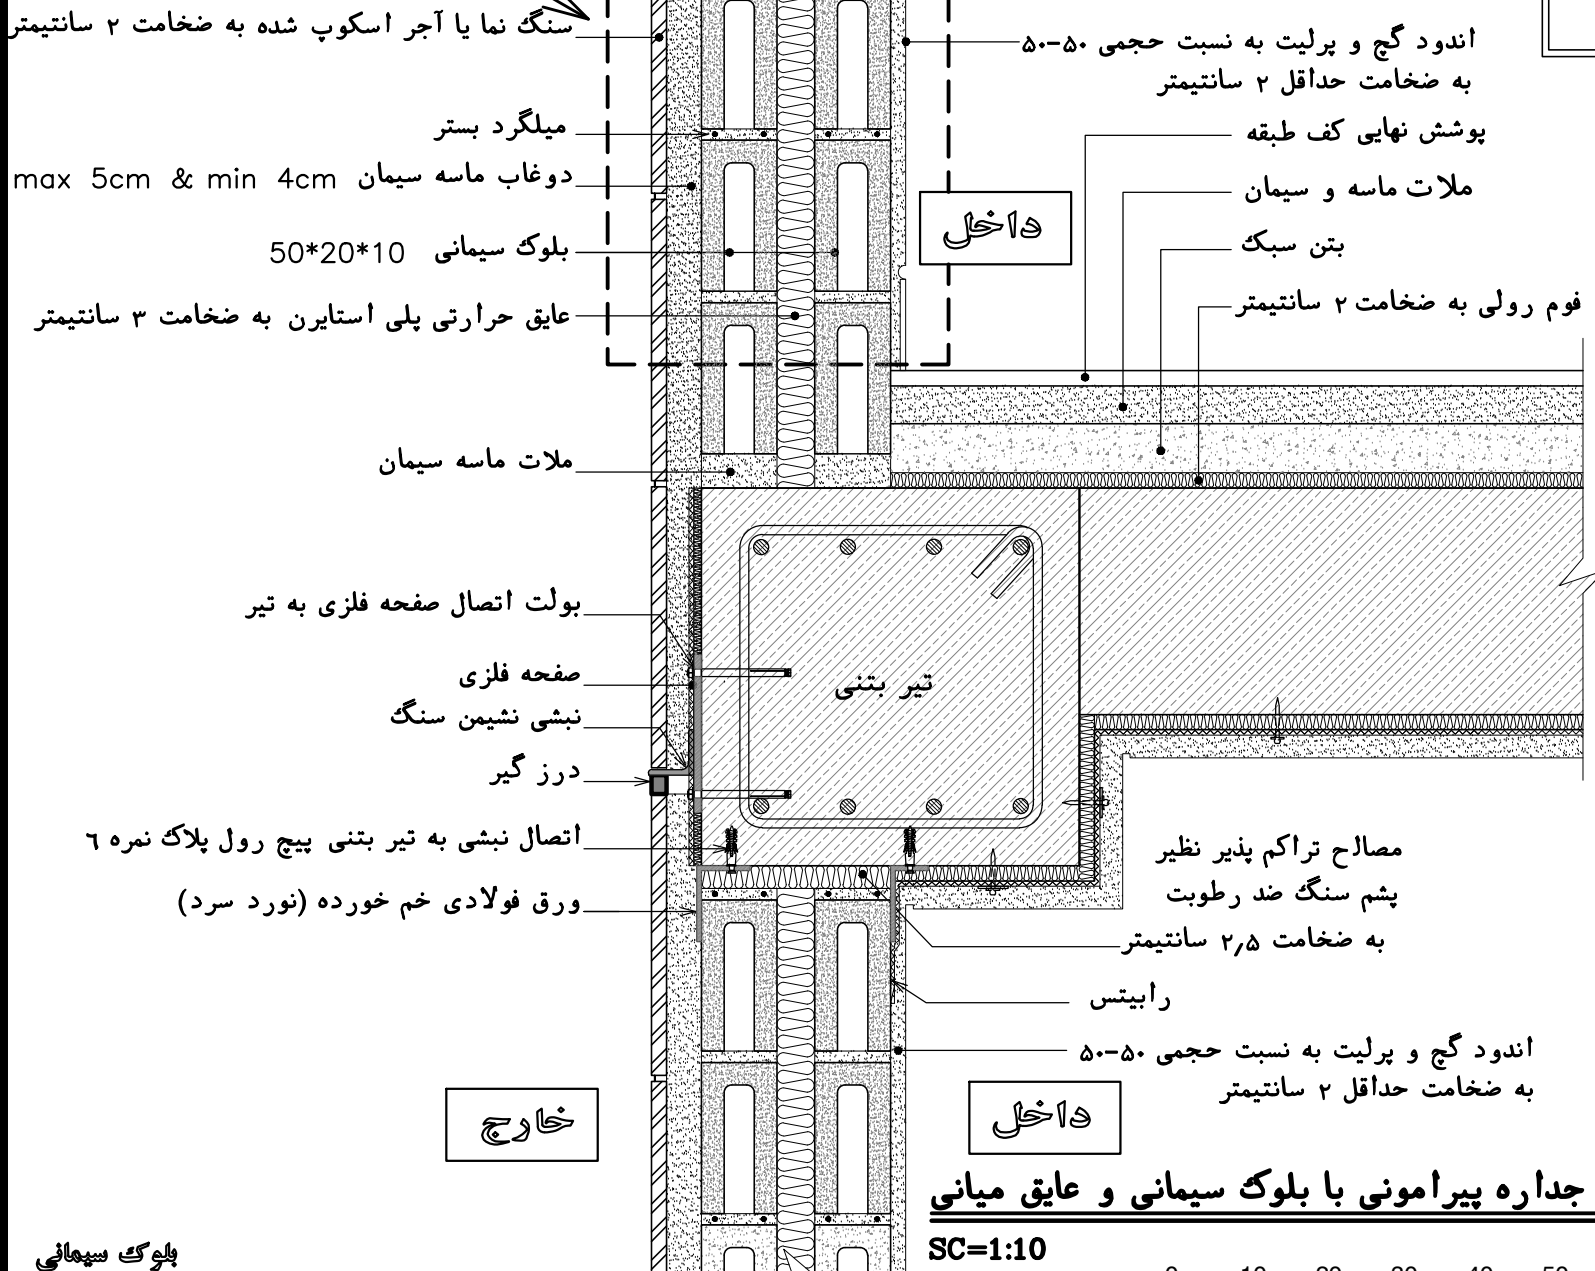 سنگ نما یا آجر اسکوپ شده به ضخامت ۲ سانتیمتر
میلگرد بستر
دوغاب ماسه سیمان max 5cm & min 4cm
بلوک سیمانی 50*20*10
عایق حرارتی پلی استایرن به ضخامت ۳ سانتیمتر
ملات ماسه سیمان
بولت اتصال صفحه فلزی به تیر
صفحه فلزی
نبشی نشیمن سنگ
درز گیر
اتصال نبشی به تیر بتنی پیچ رول پلاک نمره ٦
ورق فولادی خم خورده (نورد سرد)
خارج
بلوک سیمانی
اندود گچ و پرلیت به نسبت حجمی ۵۰-۵۰
به ضخامت حداقل ۲ سانتیمتر
پوشش نهایی کف طبقه
ملات ماسه و سیمان
داخل
بتن سبک
فوم رولی به ضخامت ۲ سانتیمتر
تیر بتنی
مصالح تراکم پذیر نظیر
پشم سنگ ضد رطوبت
به ضخامت ۲٫۵ سانتیمتر
رابیتس
اندود گچ و پرلیت به نسبت حجمی ۵۰-۵۰
به ضخامت حداقل ۲ سانتیمتر
داخل
جداره پیرامونی با بلوک سیمانی و عایق میانی
SC=1:10
0 10 20 30 40 50